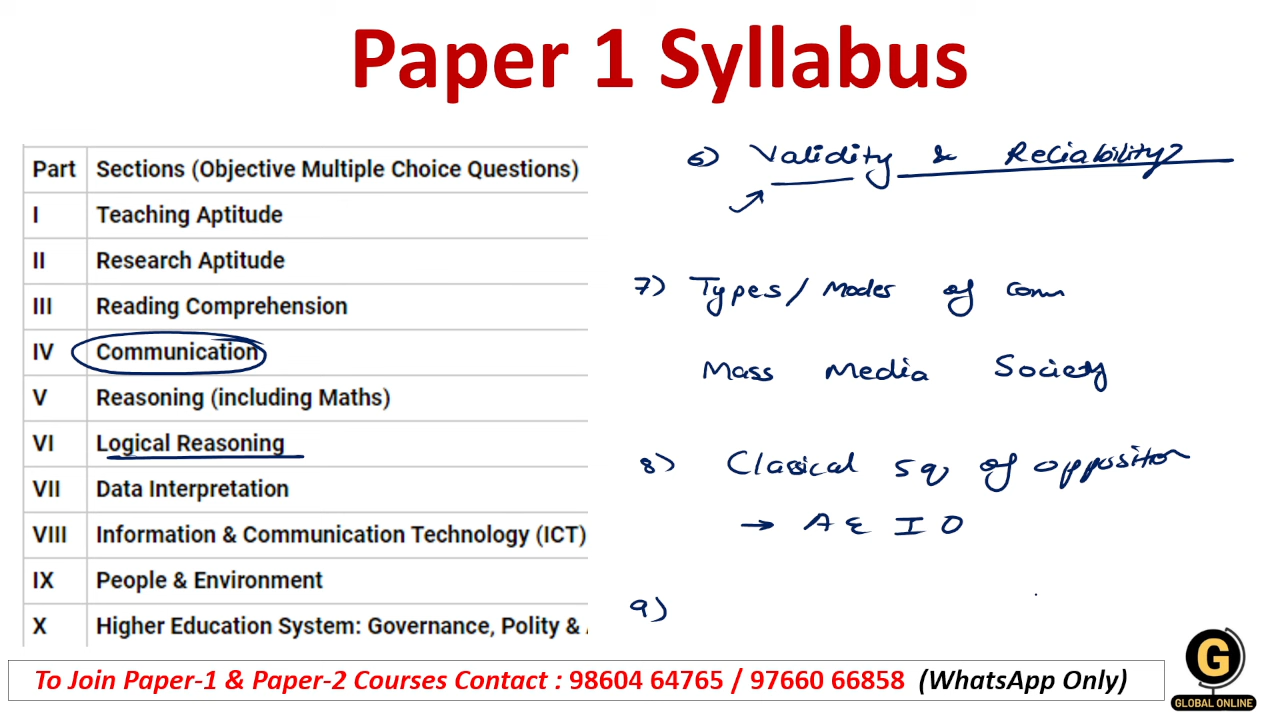 Paper 1 Syllabus
Part Sections (Objective Multiple Choice Questions)
I Teaching Aptitude
II Research Aptitude
III Reading Comprehension
IV Communication
V Reasoning (including Maths)
VI Logical Reasoning
VII Data Interpretation
VIII Information & Communication Technology (ICT)
IX People & Environment
X Higher Education System: Governance, Polity &
6) Validity & Reliability
7) Types / Modes of comm
Mass Media Society
8) Classical sq of opposition
→ A E I O
9)
To Join Paper-1 & Paper-2 Courses Contact : 98604 64765 / 97660 66858 (WhatsApp Only)
G
GLOBAL ONLINE